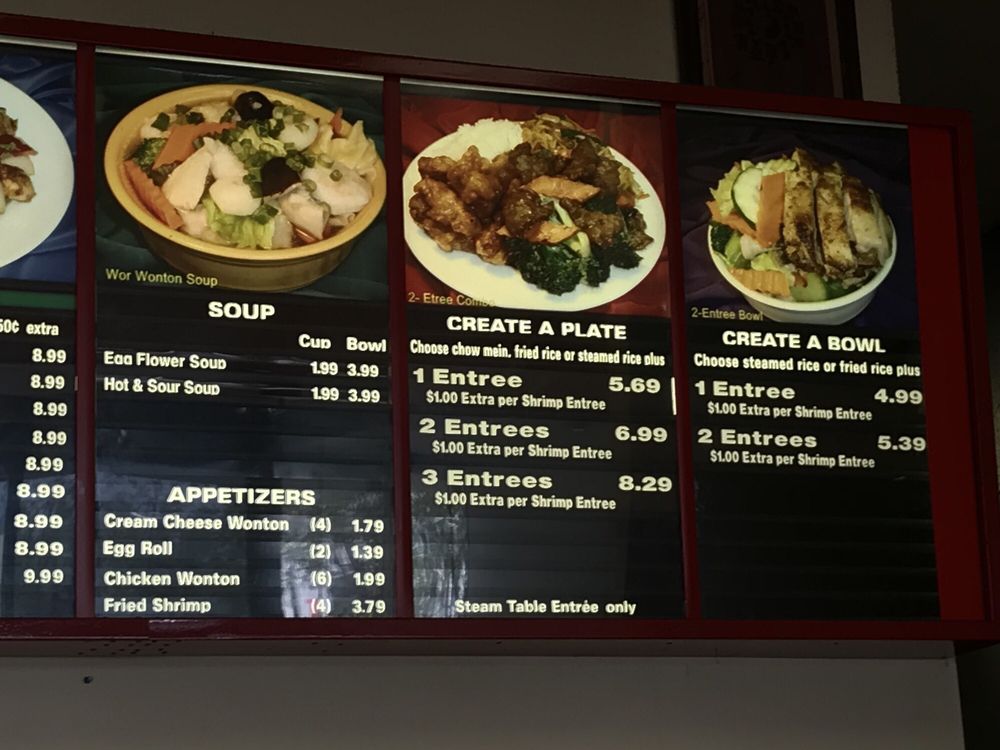 50¢ extra
8.99
8.99
8.99
8.99
8.99
8.99
8.99
8.99
9.99
Wor Wonton Soup
SOUP
Cup Bowl
Egg Flower Soup 1.99 3.99
Hot & Sour Soup 1.99 3.99
APPETIZERS
Cream Cheese Wonton (4) 1.79
Egg Roll (2) 1.39
Chicken Wonton (6) 1.99
Fried Shrimp (4) 3.79
2- Etree Combo
CREATE A PLATE
Choose chow mein, fried rice or steamed rice plus
1 Entree 5.69
$1.00 Extra per Shrimp Entree
2 Entrees 6.99
$1.00 Extra per Shrimp Entree
3 Entrees 8.29
$1.00 Extra per Shrimp Entree
Steam Table Entrée only
2-Entree Bowl
CREATE A BOWL
Choose steamed rice or fried rice plus
1 Entree 4.99
$1.00 Extra per Shrimp Entree
2 Entrees 5.39
$1.00 Extra per Shrimp Entree